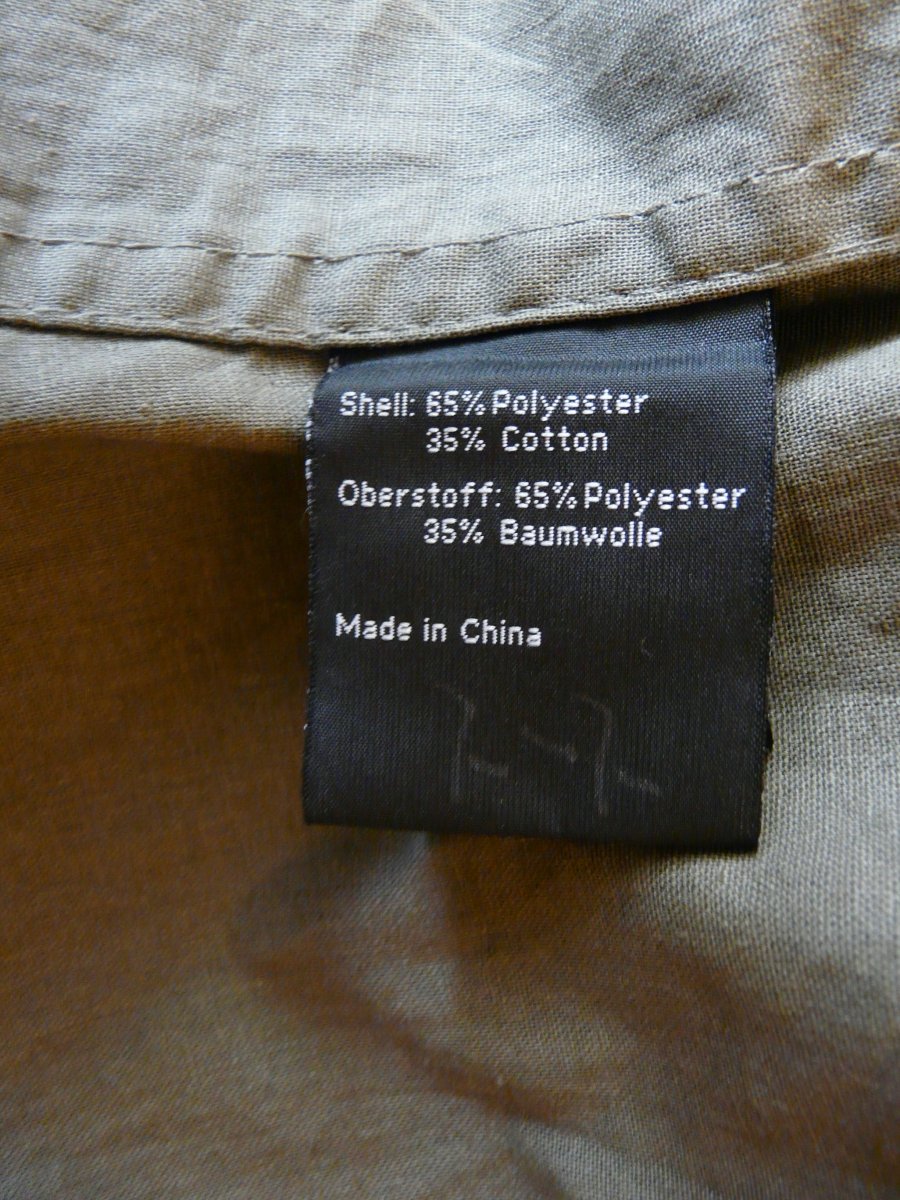 Shell: 65% Polyester
35% Cotton
Oberstoff: 65% Polyester
35% Baumwolle
Made in China